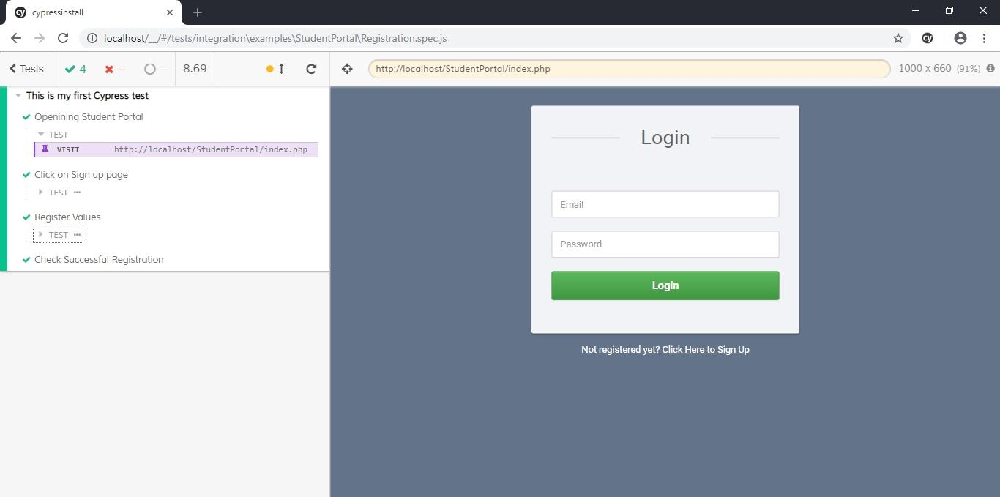 cy cypressinstall
localhost/__/#/tests/integration\examples\StudentPortal\Registration.spec.js
cy
Tests 4 -- -- 8.69
http://localhost/StudentPortal/index.php 1000 x 660 (91%)
This is my first Cypress test
Openining Student Portal
TEST
VISIT http://localhost/StudentPortal/index.php
Click on Sign up page
TEST •••
Register Values
TEST •••
Check Successful Registration
Login
Email
Password
Login
Not registered yet? Click Here to Sign Up